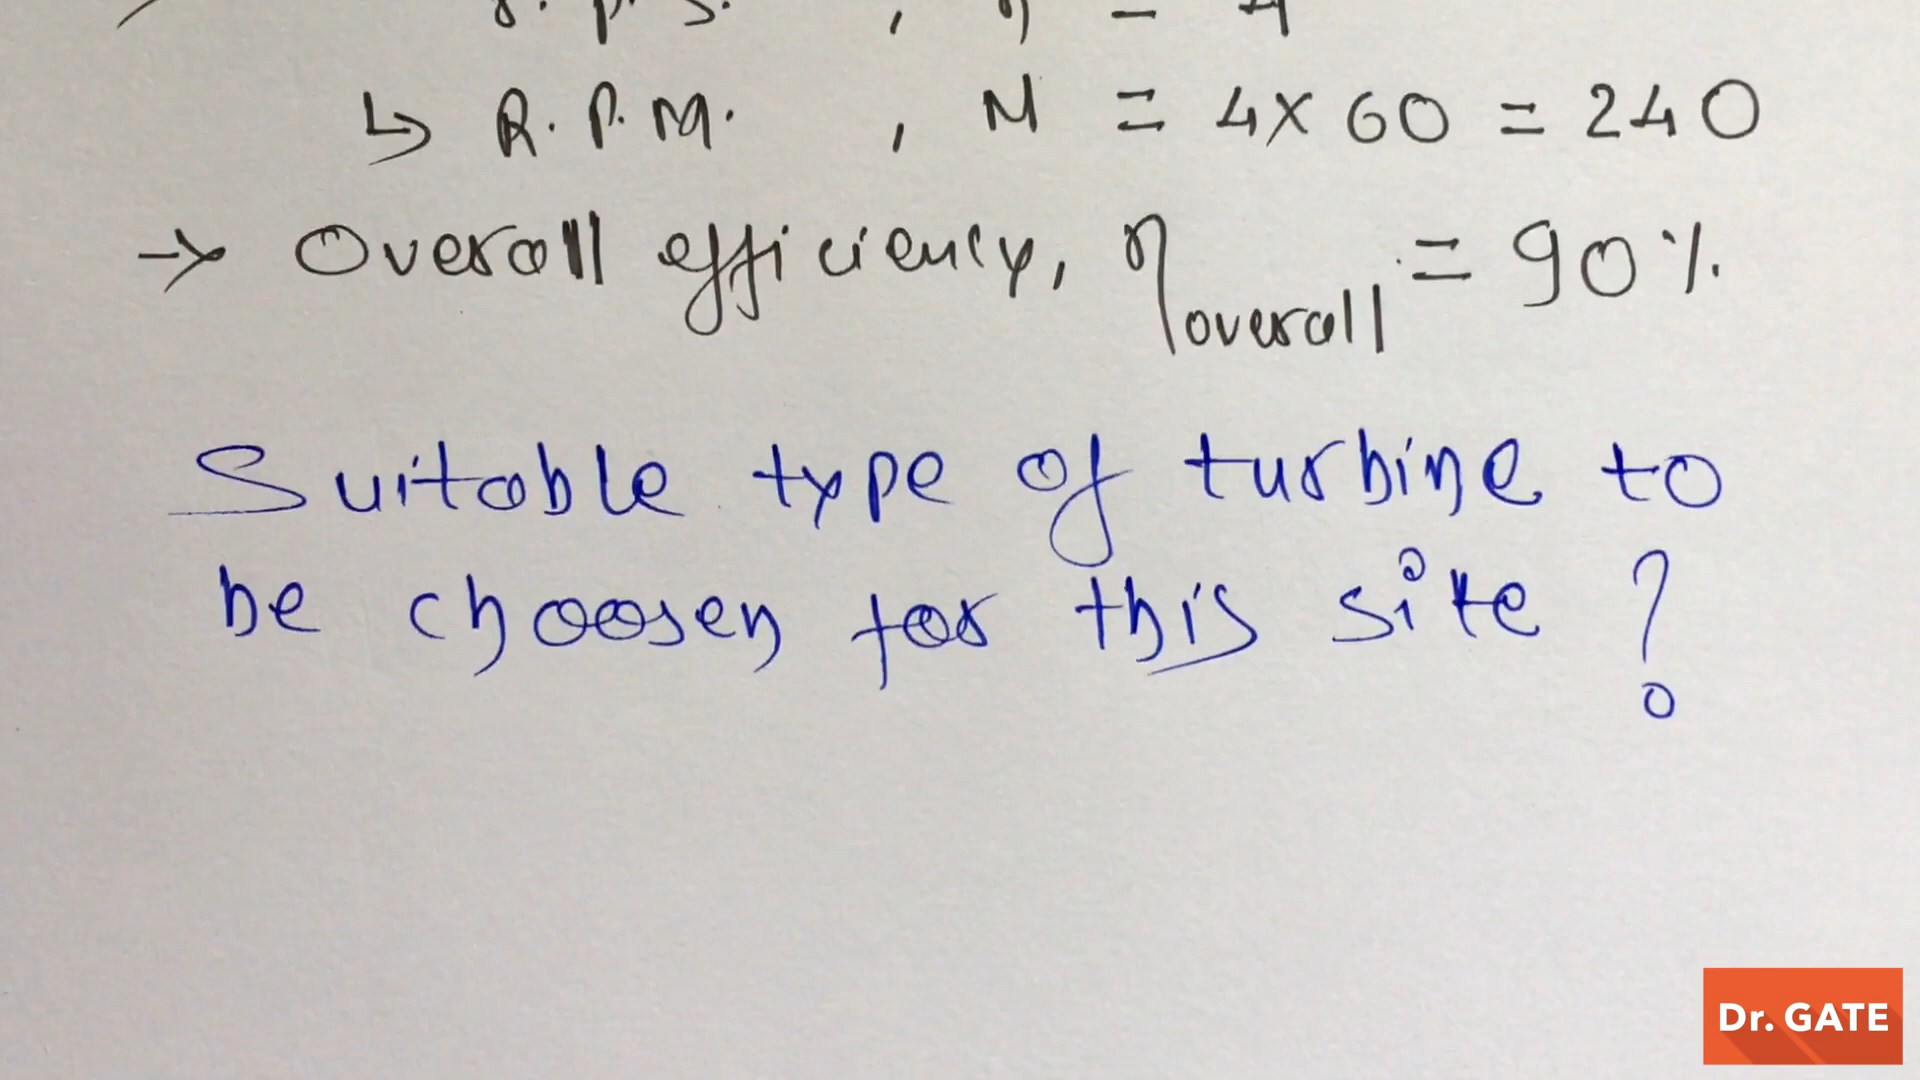 r.p.s. , n = 4
↳ R.P.M. , N = 4 × 60 = 240
→ Overall efficiency, η overall = 90%
Suitable type of turbine to
be choosen for this site ?
Dr. GATE